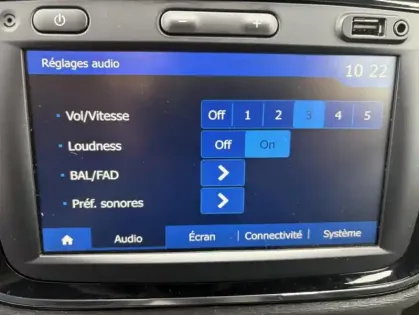 Réglages audio
10 22
Vol/Vitesse Off 1 2 3 4 5
Loudness Off On
BAL/FAD
Préf. sonores
Audio Écran Connectivité Système